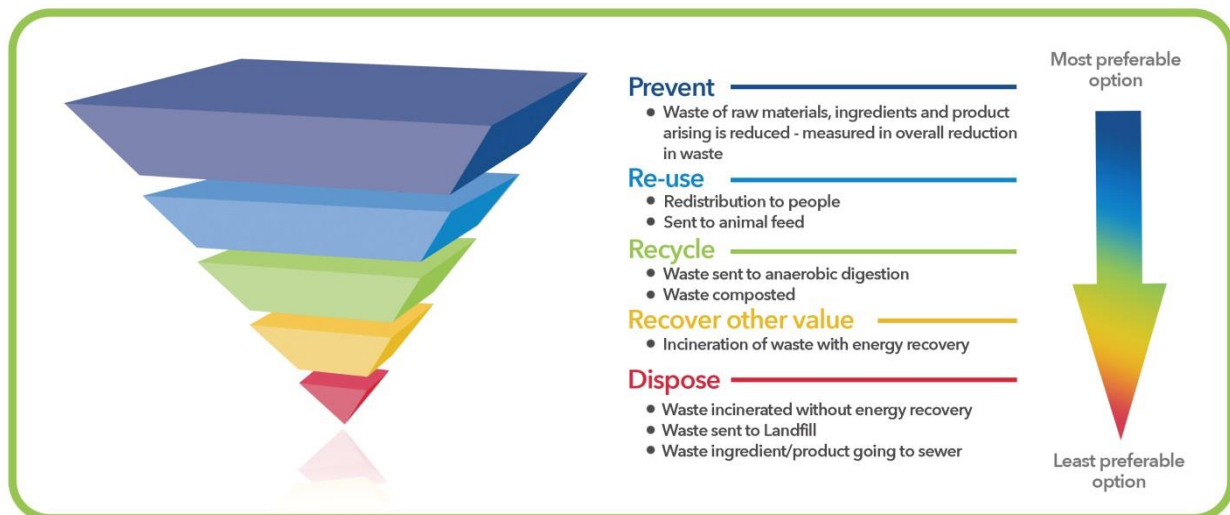 Most preferable
option
Prevent
• Waste of raw materials, ingredients and product
arising is reduced - measured in overall reduction
in waste
Re-use
• Redistribution to people
• Sent to animal feed
Recycle
• Waste sent to anaerobic digestion
• Waste composted
Recover other value
• Incineration of waste with energy recovery
Dispose
• Waste incinerated without energy recovery
• Waste sent to Landfill
• Waste ingredient/product going to sewer
Least preferable
option